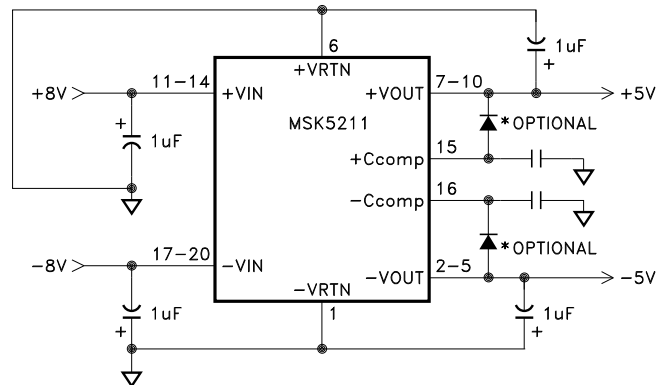 6
1uF
+
+VRTN
+8V
11-14
+VIN
+VOUT
7-10
+5V
MSK5211
*OPTIONAL
+
1uF
15
+Ccomp
16
-Ccomp
-8V
17-20
-VIN
*OPTIONAL
-VOUT
2-5
-5V
-VRTN
1uF
+
1
1uF
+